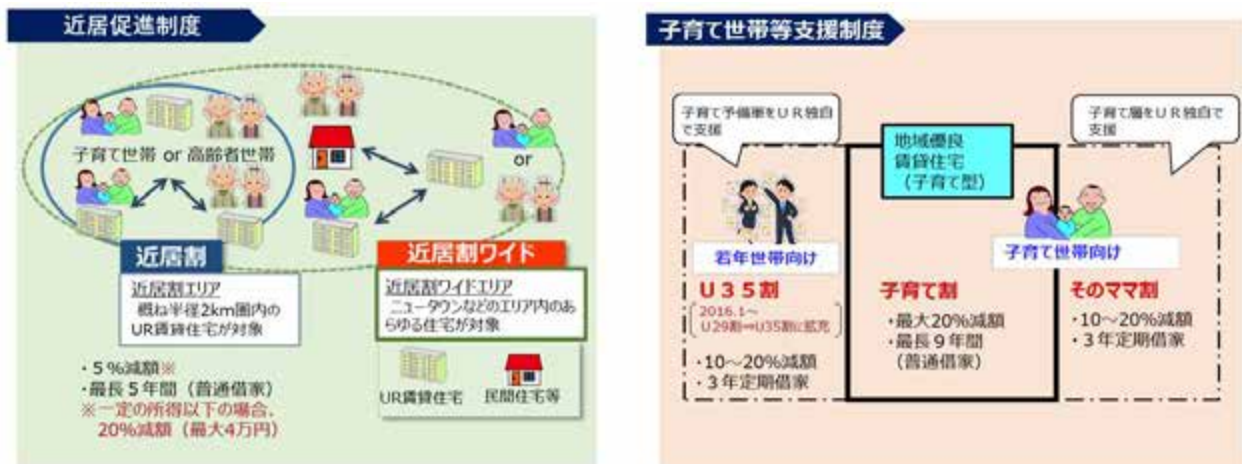 近居促進制度
子育て世帯 or 高齢者世帯
or
近居割
近居割エリア
概ね半径2km圏内の
UR賃貸住宅が対象
・５％減額※
・最長５年間（普通借家）
※一定の所得以下の場合、
20％減額（最大4万円）
近居割ワイド
近居割ワイドエリア
ニュータウンなどのエリア内のあ
らゆる住宅が対象
UR賃貸住宅
民間住宅等
子育て世帯等支援制度
子育て予備軍をＵＲ独自
で支援
地域優良
賃貸住宅
（子育て型）
子育て層をＵＲ独自で
支援
若年世帯向け
子育て世帯向け
Ｕ３５割
2016.1～
U29割⇒U35割に拡充
・10～20％減額
・３年定期借家
子育て割
・最大20％減額
・最長９年間
（普通借家）
そのママ割
・10～20％減額
・３年定期借家